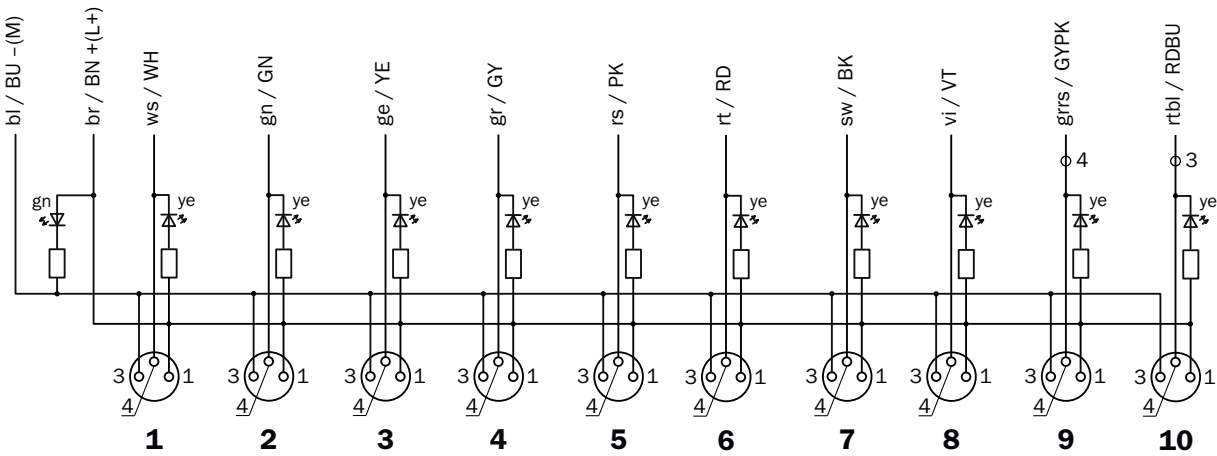 bl / BU –(M)
br / BN +(L+)
ws / WH
gn / GN
ge / YE
gr / GY
rs / PK
rt / RD
sw / BK
vi / VT
grrs / GYPK
rtbl / RDBU
4 3
gn ye ye ye ye ye ye ye ye ye ye
3 1 3 1 3 1 3 1 3 1 3 1 3 1 3 1 3 1 3 1
4 4 4 4 4 4 4 4 4 4
1 2 3 4 5 6 7 8 9 10